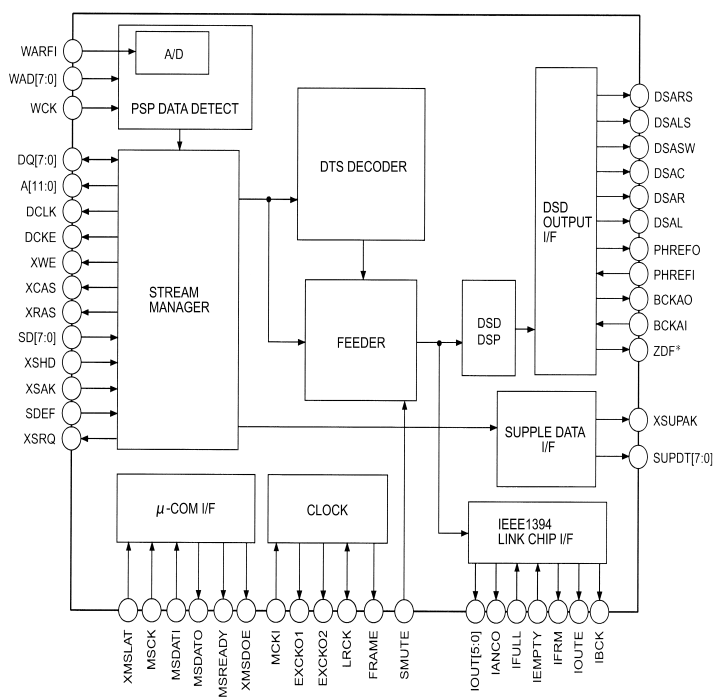 WARFI
WAD[7:0]
WCK
A/D
PSP DATA DETECT
DQ[7:0]
A[11:0]
DCLK
DCKE
XWE
XCAS
XRAS
SD[7:0]
XSHD
XSAK
SDEF
XSRQ
STREAM
MANAGER
DTS DECODER
FEEDER
DSD
DSP
DSD
OUTPUT
I/F
DSARS
DSALS
DSASW
DSAC
DSAR
DSAL
PHREFO
PHREFI
BCKAO
BCKAI
ZDF*
SUPPLE DATA
I/F
XSUPAK
SUPDT[7:0]
μ-COM I/F
CLOCK
IEEE1394
LINK CHIP I/F
XMSLAT
MSCK
MSDATI
MSDATO
MSREADY
XMSDOE
MCKI
EXCKO1
EXCKO2
LRCK
FRAME
SMUTE
IOUT[5:0]
IANCO
IFULL
IEMPTY
IFRM
IOUTE
IBCK